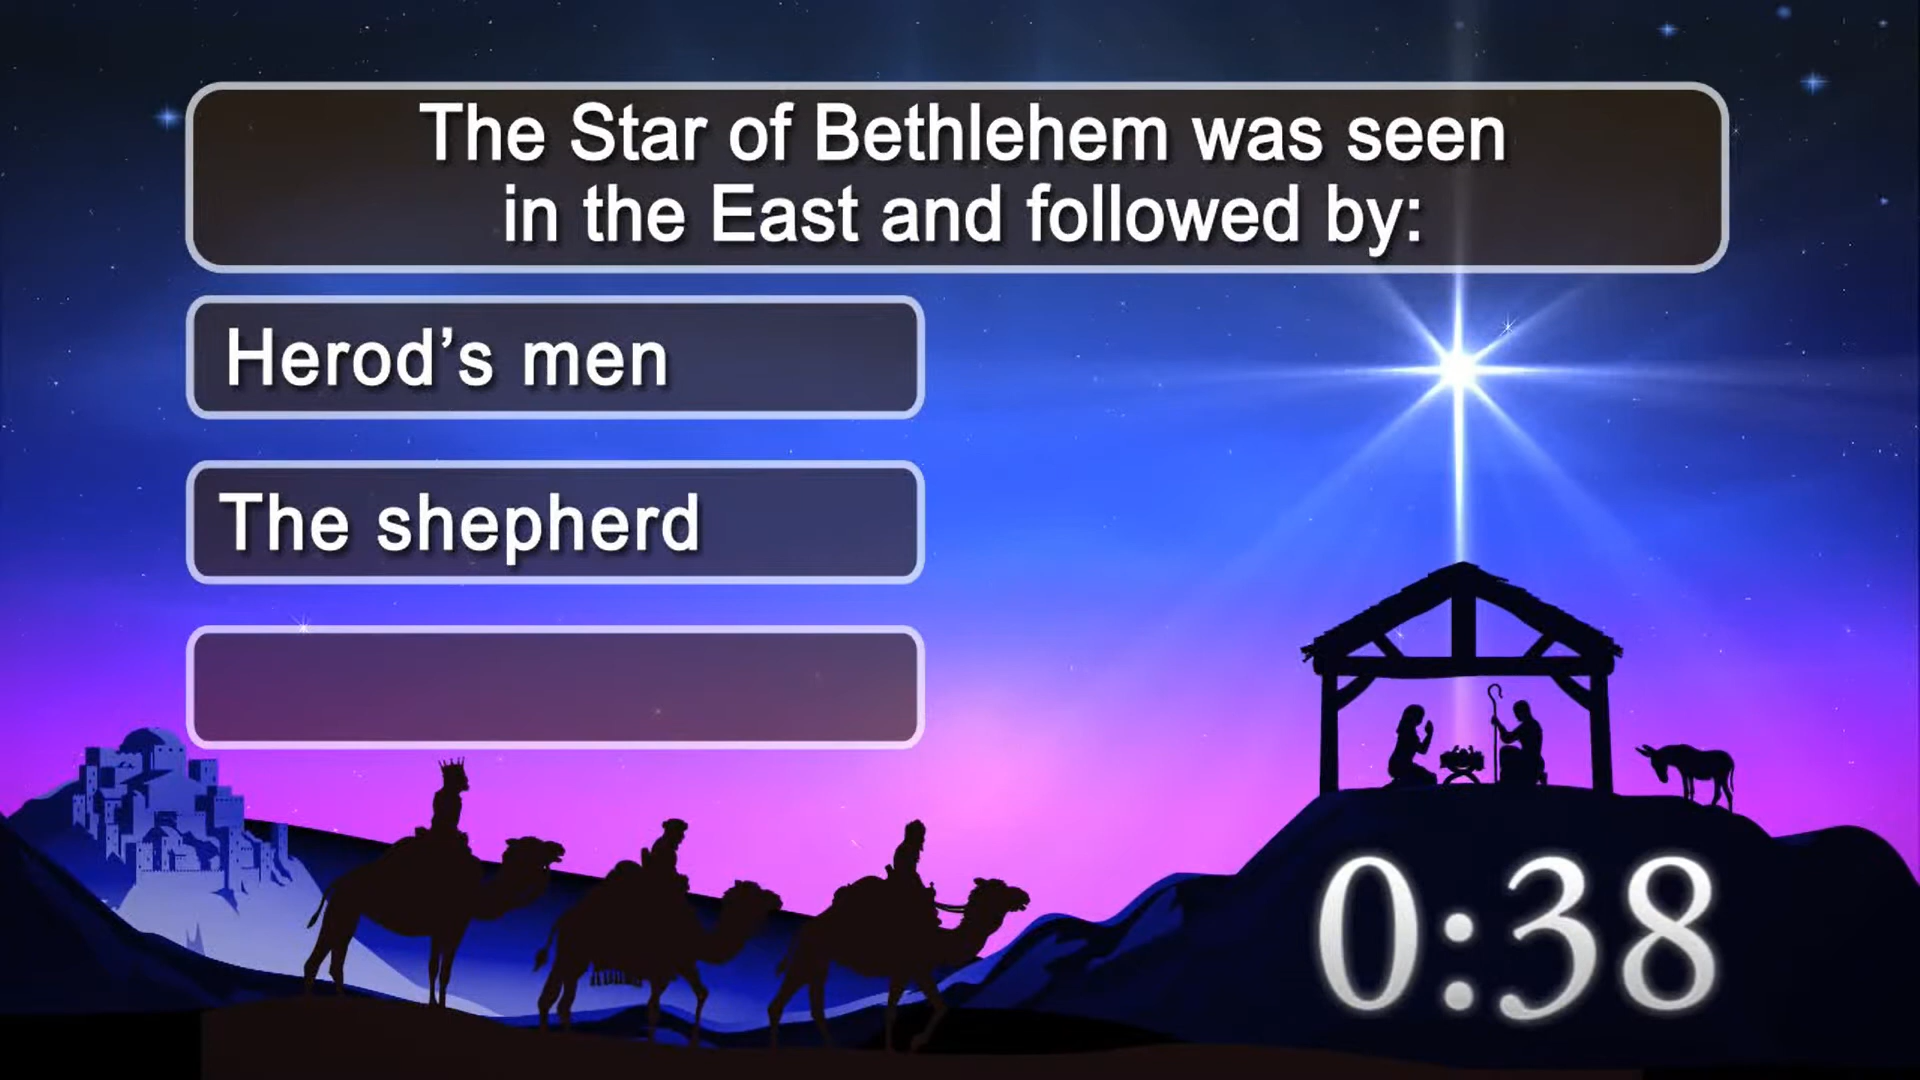 The Star of Bethlehem was seen
in the East and followed by:
Herod’s men
The shepherd
0:38